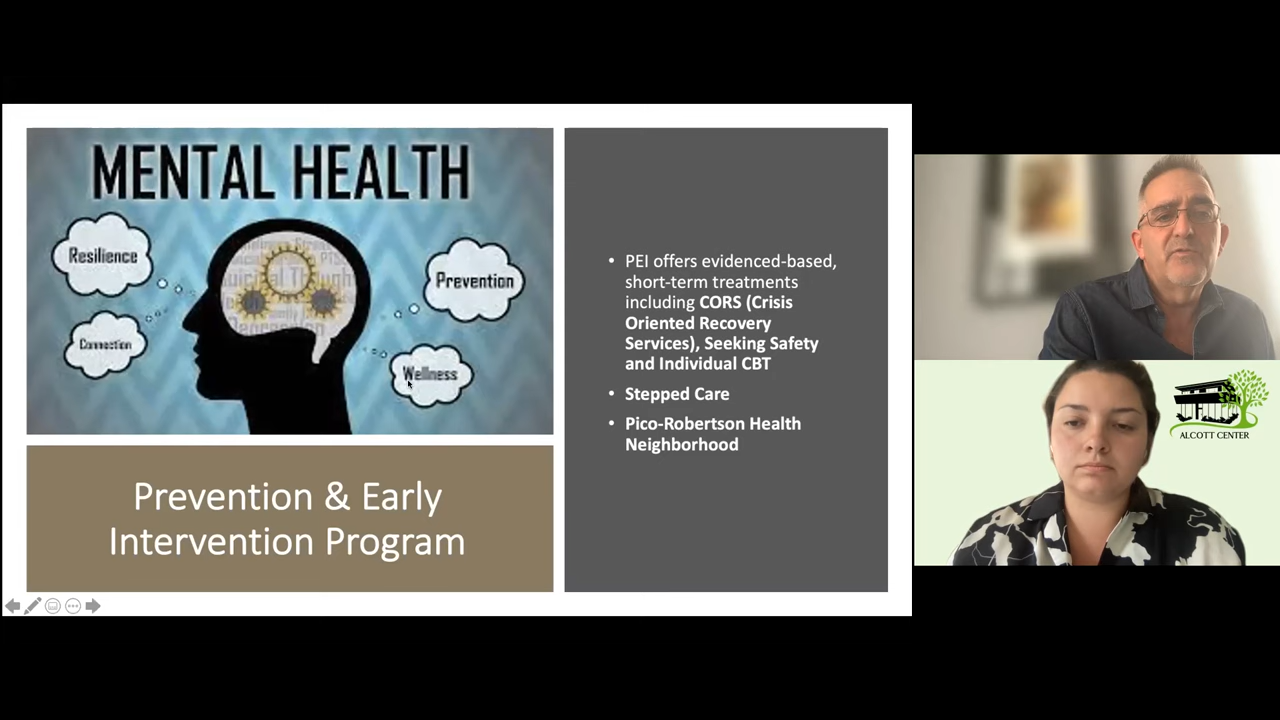 MENTAL HEALTH
Resilience
Prevention
Connection
Wellness
Prevention & Early
Intervention Program
• PEI offers evidenced-based,
short-term treatments
including CORS (Crisis
Oriented Recovery
Services), Seeking Safety
and Individual CBT
• Stepped Care
• Pico-Robertson Health
Neighborhood
ALCOTT CENTER